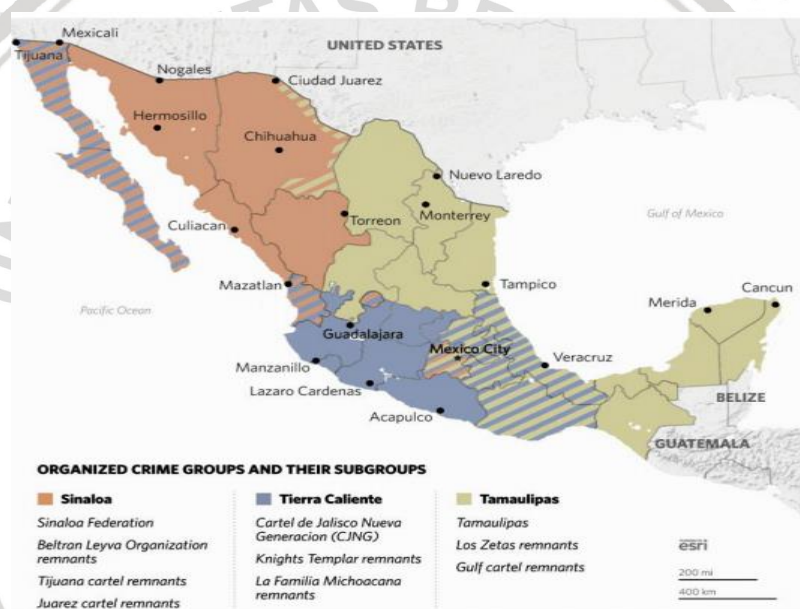 UNITED STATES
Mexicali
Tijuana
Nogales
Ciudad Juarez
Hermosillo
Chihuahua
Nuevo Laredo
Torreon
Monterrey
Culiacan
Gulf of Mexico
Mazatlan
Tampico
Cancun
Merida
Pacific Ocean
Guadalajara
Mexico City
Veracruz
Manzanillo
Lazaro Cardenas
BELIZE
Acapulco
GUATEMALA
ORGANIZED CRIME GROUPS AND THEIR SUBGROUPS
Sinaloa
Sinaloa Federation
Beltran Leyva Organization
remnants
Tijuana cartel remnants
Juarez cartel remnants
Tierra Caliente
Cartel de Jalisco Nueva
Generacion (CJNG)
Knights Templar remnants
La Familia Michoacana
remnants
Tamaulipas
Tamaulipas
Los Zetas remnants
Gulf cartel remnants
esri
200 mi
400 km